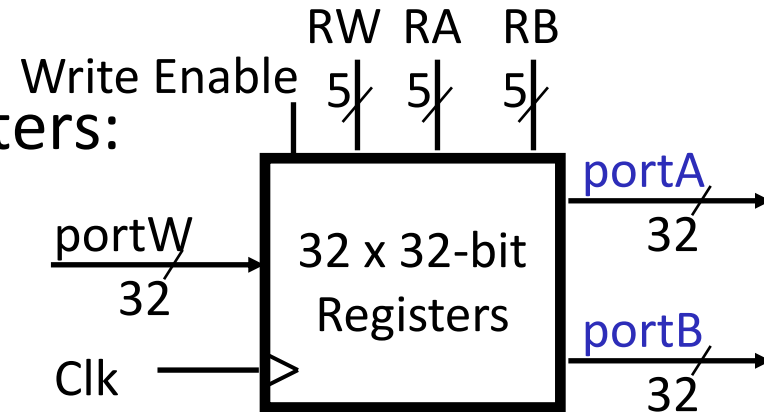 RW RA RB
Write Enable 5 5 5
ters:
portA
portW 32
32 x 32-bit
32
Registers
portB
Clk
32